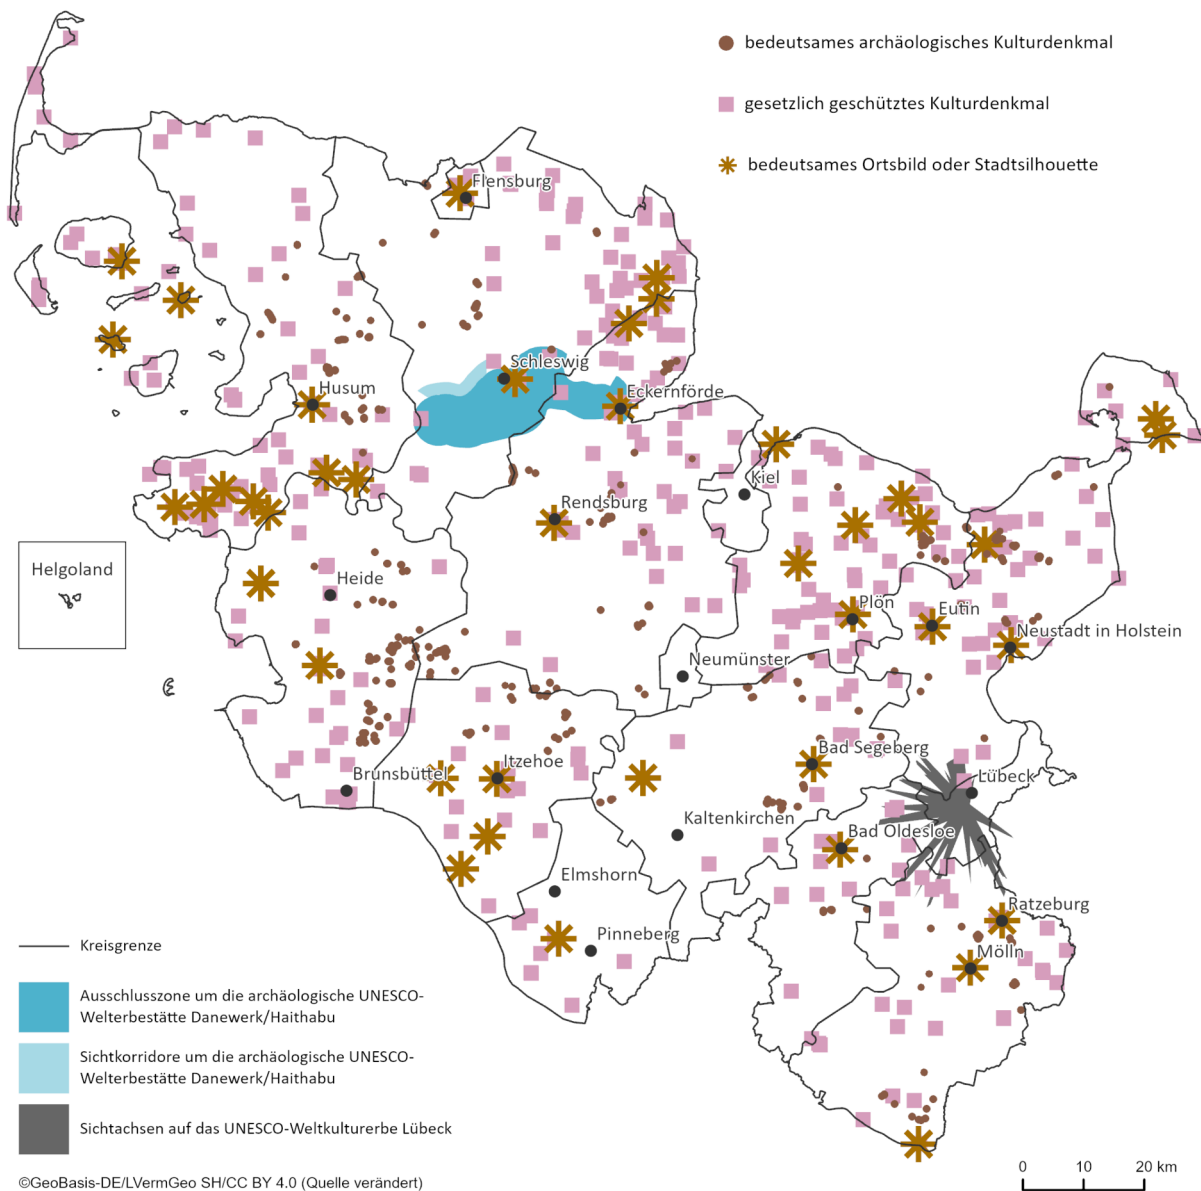 bedeutsames archäologisches Kulturdenkmal
gesetzlich geschütztes Kulturdenkmal
bedeutsames Ortsbild oder Stadtsilhouette
Flensburg
Schleswig
Husum
Eckernförde
Kiel
Rendsburg
Helgoland
Heide
Plön
Eutin
Neustadt in Holstein
Neumünster
Bad Segeberg
Itzehoe
Brunsbüttel
Lübeck
Kaltenkirchen
Bad Oldesloe
Elmshorn
Ratzeburg
Pinneberg
Mölln
Kreisgrenze
Ausschlusszone um die archäologische UNESCO-
Welterbestätte Danewerk/Haithabu
Sichtkorridore um die archäologische UNESCO-
Welterbestätte Danewerk/Haithabu
Sichtachsen auf das UNESCO-Weltkulturerbe Lübeck
©GeoBasis-DE/LVermGeo SH/CC BY 4.0 (Quelle verändert)
0 10 20 km